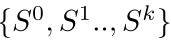 {S^0, S^1.., S^k}